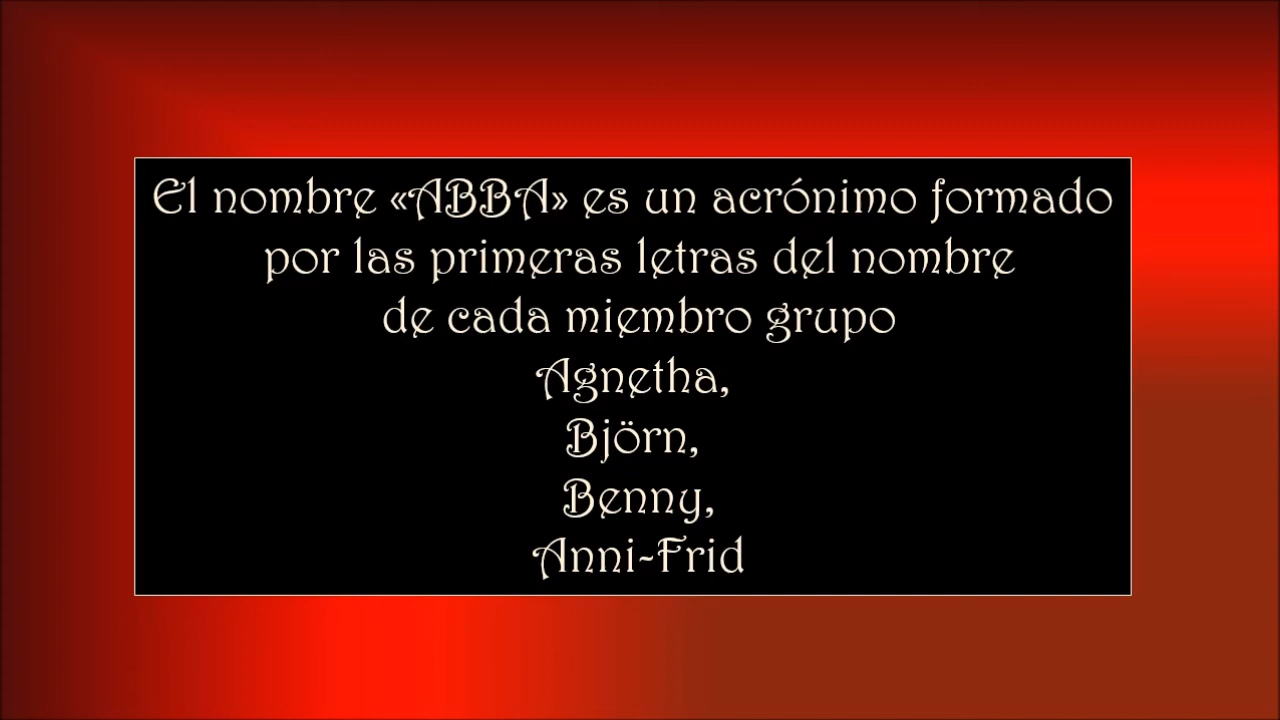 El nombre «ABBA» es un acrónimo formado
por las primeras letras del nombre
de cada miembro grupo
Agnetha,
Björn,
Benny,
Anni-Frid